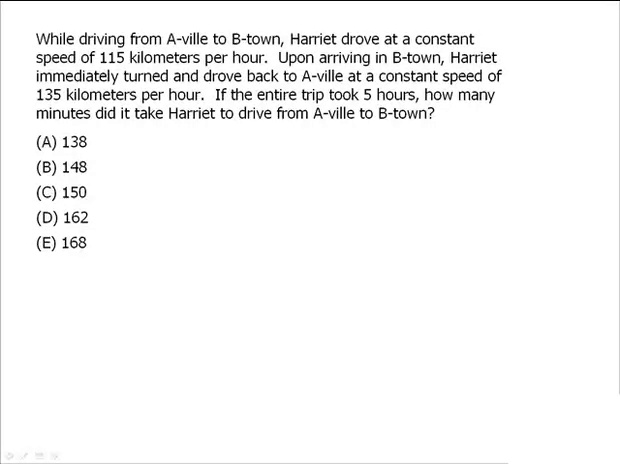 While driving from A-ville to B-town, Harriet drove at a constant
speed of 115 kilometers per hour.  Upon arriving in B-town, Harriet
immediately turned and drove back to A-ville at a constant speed of
135 kilometers per hour.  If the entire trip took 5 hours, how many
minutes did it take Harriet to drive from A-ville to B-town?
(A) 138
(B) 148
(C) 150
(D) 162
(E) 168